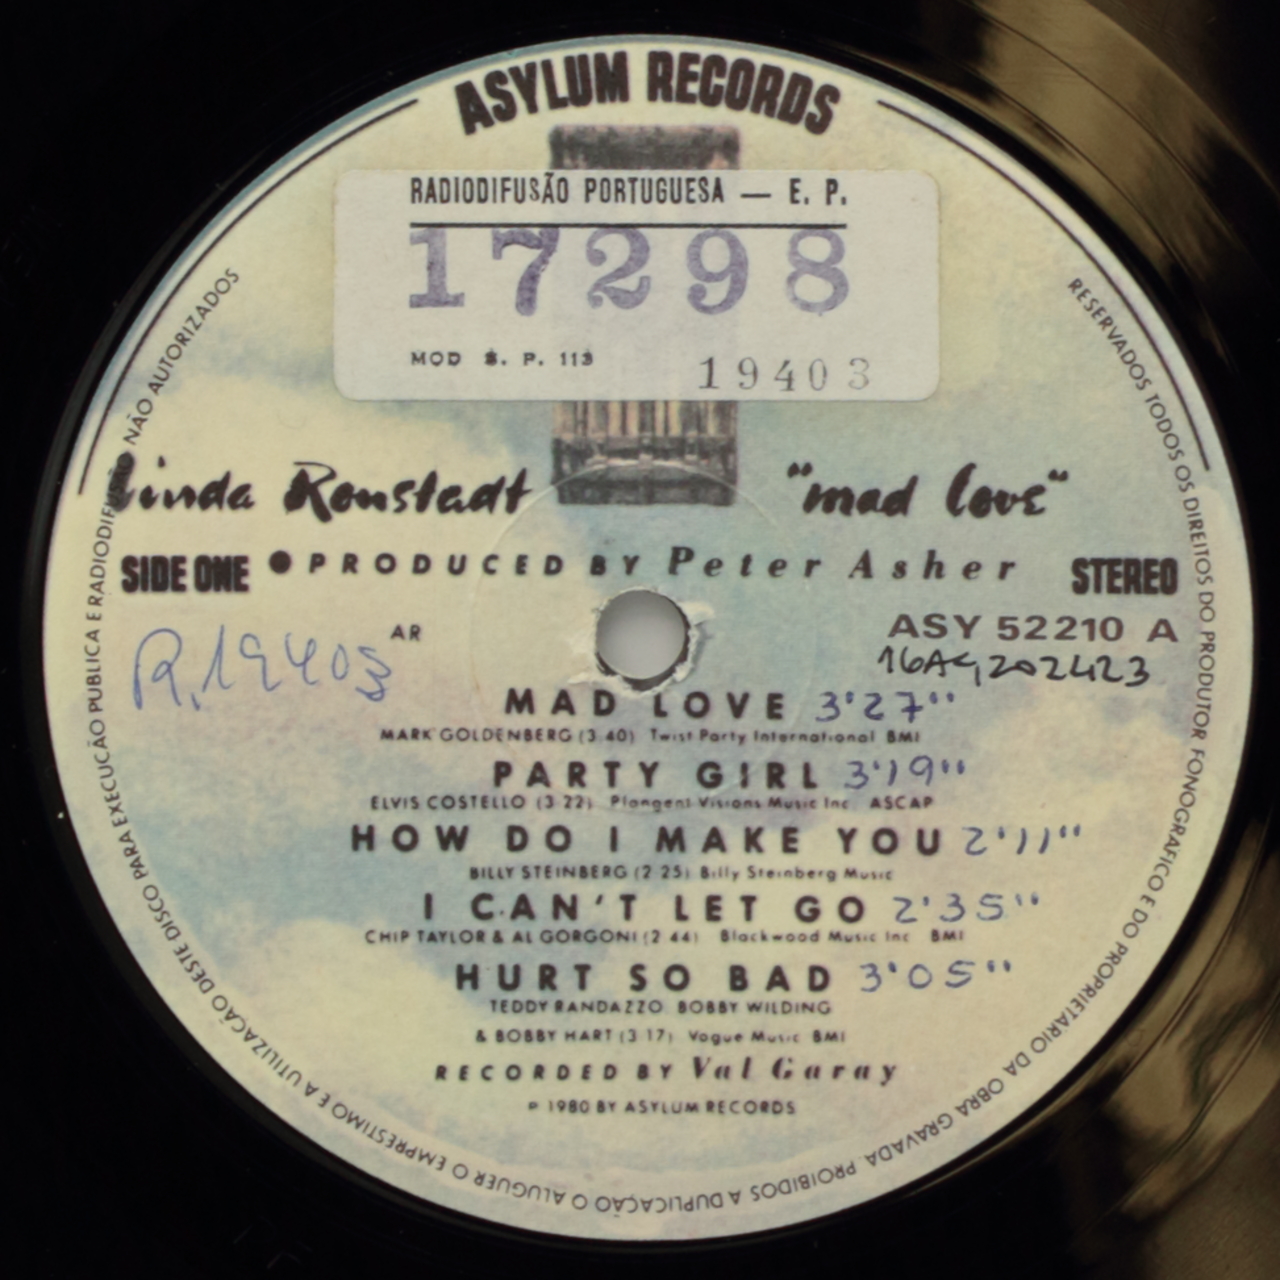 ASYLUM RECORDS
RADIODIFUSÃO PORTUGUESA — E. P.
17298
MOD S. P. 113
19403
Linda Ronstadt
"mad love"
SIDE ONE ● PRODUCED BY Peter Asher STEREO
R.19403
AR
ASY 52210 A
MAD LOVE 3'27''
MARK GOLDENBERG (3:40) Twist Party International BMI
PARTY GIRL 3'19''
ELVIS COSTELLO (3:22) Plangent Visions Music Inc. ASCAP
HOW DO I MAKE YOU 2'11''
BILLY STEINBERG (2:25) Billy Steinberg Music
I CAN'T LET GO 2'35''
CHIP TAYLOR & AL GORGONI (2:44) Blackwood Music Inc. BMI
HURT SO BAD 3'05''
TEDDY RANDAZZO, BOBBY WILDING
& BOBBY HART (3:17) Vogue Music BMI
RECORDED BY Val Garay
℗ 1980 BY ASYLUM RECORDS
RESERVADOS TODOS OS DIREITOS DO PRODUTOR FONOGRAFICO E DO PROPRIETARIO DA OBRA GRAVADA. PROIBIDOS A DUPLICAÇÃO O ALUGUER O EMPRESTIMO E A UTILIZAÇÃO DESTE DISCO PARA EXECUÇÃO PUBLICA E RADIODIFUSÃO NÃO AUTORIZADOS